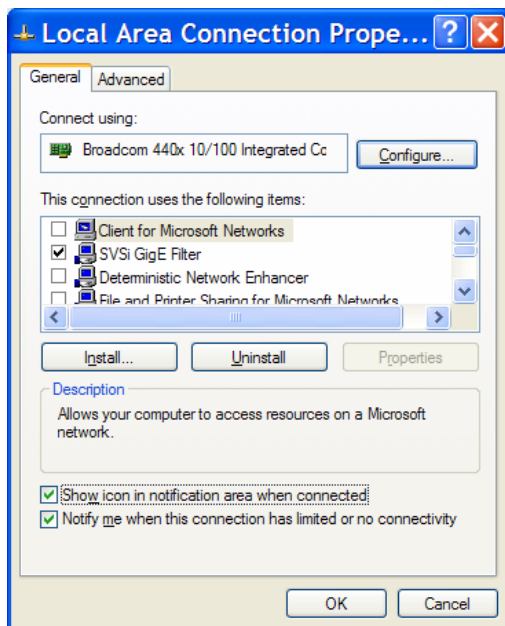 Local Area Connection Prope...
General
Advanced
Connect using:
Broadcom 440x 10/100 Integrated Cc
Configure...
This connection uses the following items:
Client for Microsoft Networks
SVSi GigE Filter
Deterministic Network Enhancer
File and Printer Sharing for Microsoft Networks
Install...
Uninstall
Properties
Description
Allows your computer to access resources on a Microsoft
network.
Show icon in notification area when connected
Notify me when this connection has limited or no connectivity
OK
Cancel